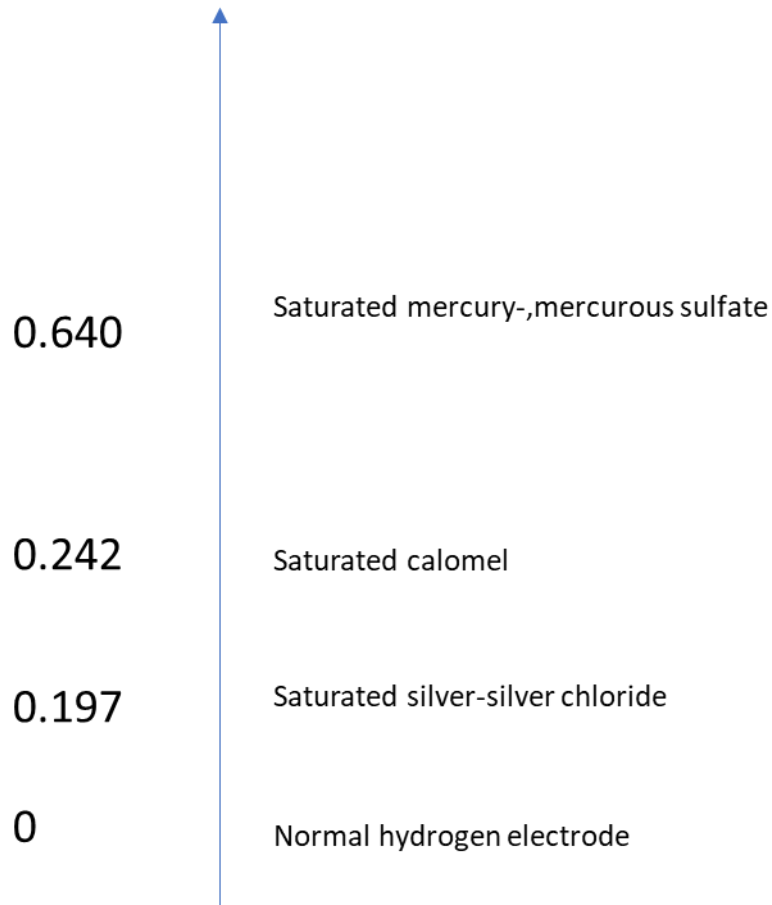 0.640 Saturated mercury-,mercurous sulfate
0.242 Saturated calomel
0.197 Saturated silver-silver chloride
0 Normal hydrogen electrode